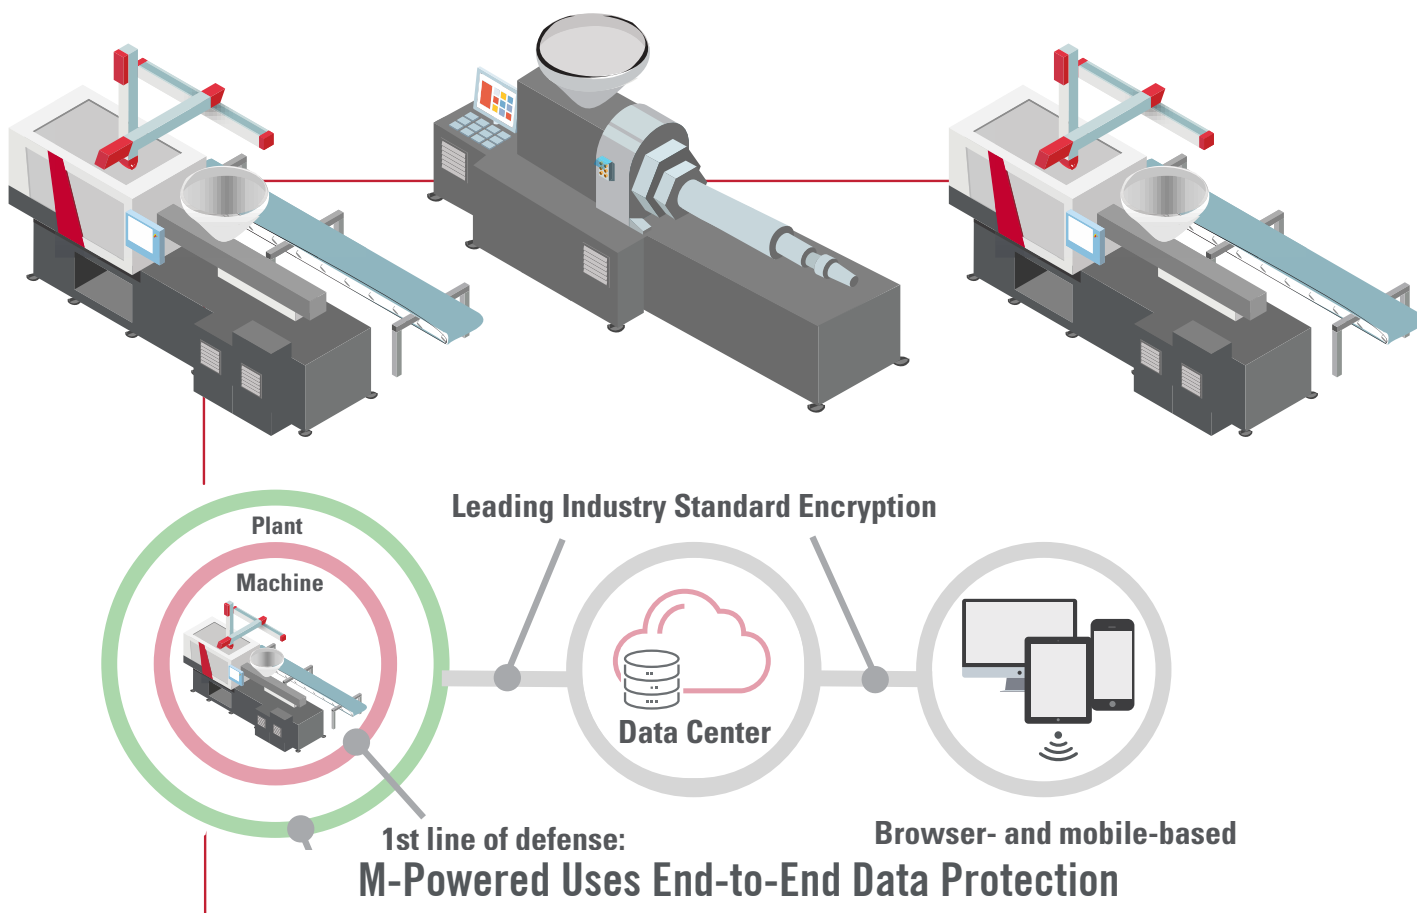 Leading Industry Standard Encryption
Plant
Machine
Data Center
1st line of defense:
Browser- and mobile-based
M-Powered Uses End-to-End Data Protection